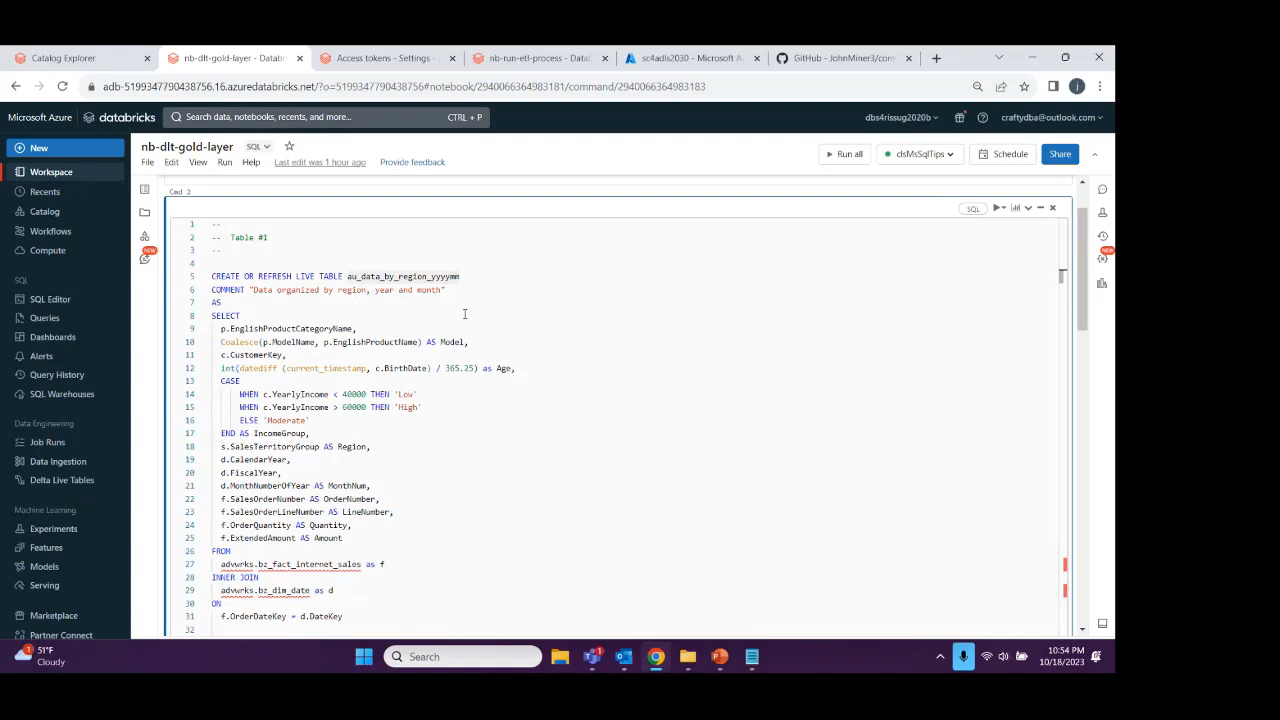 Catalog Explorer
nb-dlt-gold-layer - Datab
Access tokens - Settings -
nb-run-etl-process - Data
sc4adls2030 - Microsoft A
GitHub - JohnMiner3/com
adb-5199347790438756.16.azuredatabricks.net/?o=5199347790438756#notebook/2940066364983181/command/2940066364983183
Microsoft Azure
databricks
Search data, notebooks, recents, and more...
CTRL + P
dbs4rissug2020b
craftydba@outlook.com
New
Workspace
Recents
Catalog
Workflows
Compute
SQL
SQL Editor
Queries
Dashboards
Alerts
Query History
SQL Warehouses
Data Engineering
Job Runs
Data Ingestion
Delta Live Tables
Machine Learning
Experiments
Features
Models
Serving
Marketplace
Partner Connect
nb-dlt-gold-layer
SQL
File Edit View Run Help Last edit was 1 hour ago Provide feedback
Run all
clsMsSqlTips
Schedule
Share
NEW
NEW
Cmd 2
SQL
1 --
2 -- Table #1
3 --
4
5 CREATE OR REFRESH LIVE TABLE au_data_by_region_yyyymm
6 COMMENT "Data organized by region, year and month"
7 AS
8 SELECT
9 p.EnglishProductCategoryName,
10 Coalesce(p.ModelName, p.EnglishProductName) AS Model,
11 c.CustomerKey,
12 int(datediff (current_timestamp, c.BirthDate) / 365.25) as Age,
13 CASE
14 WHEN c.YearlyIncome < 40000 THEN 'Low'
15 WHEN c.YearlyIncome > 60000 THEN 'High'
16 ELSE 'Moderate'
17 END AS IncomeGroup,
18 s.SalesTerritoryGroup AS Region,
19 d.CalendarYear,
20 d.FiscalYear,
21 d.MonthNumberOfYear AS MonthNum,
22 f.SalesOrderNumber AS OrderNumber,
23 f.SalesOrderLineNumber AS LineNumber,
24 f.OrderQuantity AS Quantity,
25 f.ExtendedAmount AS Amount
26 FROM
27 advwrks.bz_fact_internet_sales as f
28 INNER JOIN
29 advwrks.bz_dim_date as d
30 ON
31 f.OrderDateKey = d.DateKey
32
1
51°F
Cloudy
Search
1
10:54 PM
10/18/2023